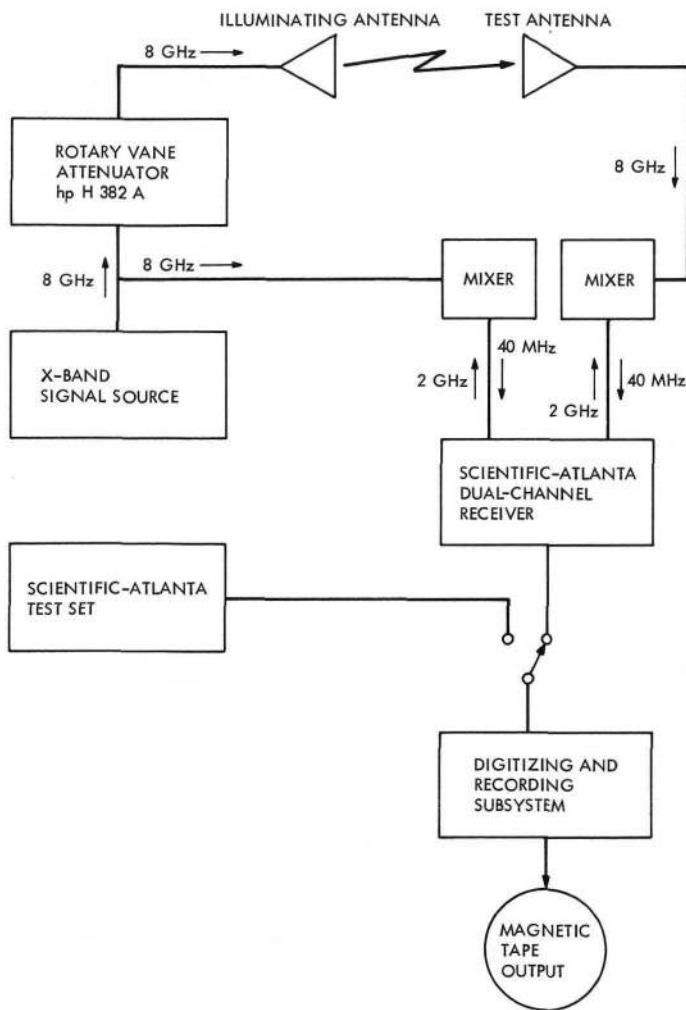 ILLUMINATING ANTENNA
TEST ANTENNA
8 GHz
ROTARY VANE
ATTENUATOR
hp H 382 A
8 GHz
8 GHz
8 GHz
MIXER
MIXER
X-BAND
SIGNAL SOURCE
40 MHz
2 GHz
40 MHz
2 GHz
SCIENTIFIC-ATLANTA
DUAL-CHANNEL
RECEIVER
SCIENTIFIC-ATLANTA
TEST SET
DIGITIZING AND
RECORDING
SUBSYSTEM
MAGNETIC
TAPE
OUTPUT